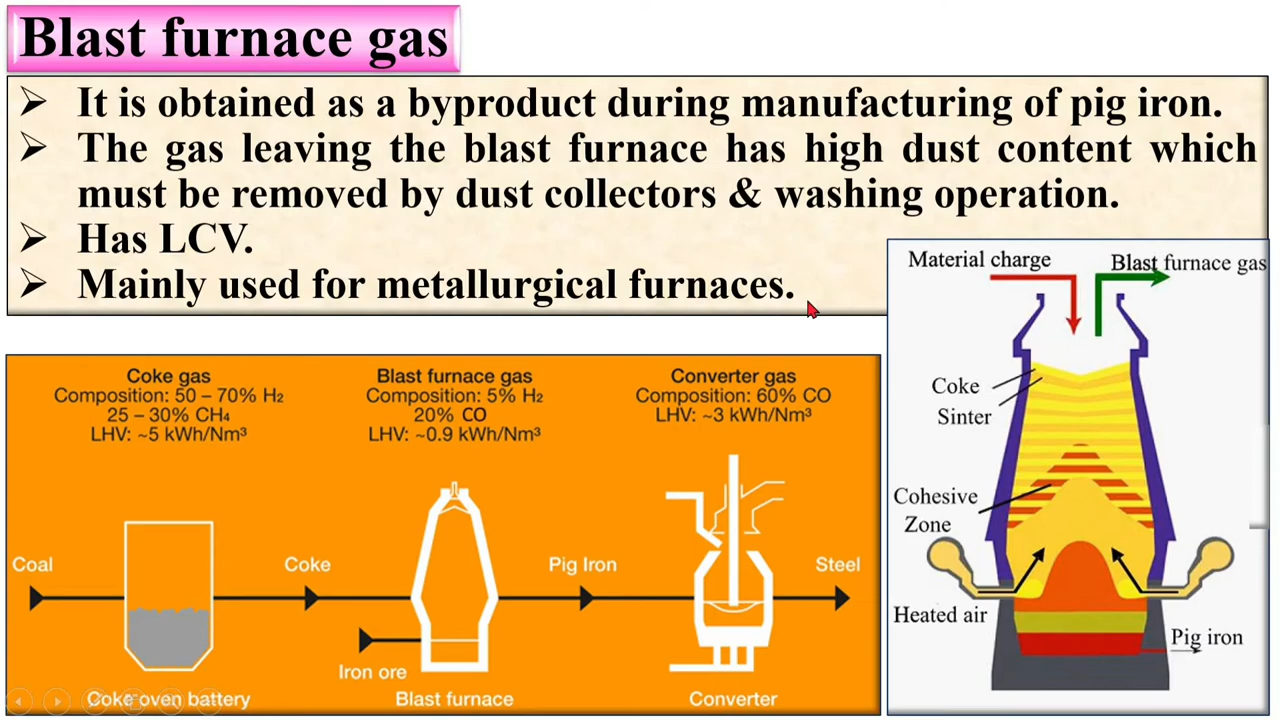 Blast furnace gas
➢ It is obtained as a byproduct during manufacturing of pig iron.
➢ The gas leaving the blast furnace has high dust content which
must be removed by dust collectors & washing operation.
➢ Has LCV.
➢ Mainly used for metallurgical furnaces.
Coke gas
Composition: 50 – 70% H₂
25 – 30% CH₄
LHV: ~5 kWh/Nm³
Blast furnace gas
Composition: 5% H₂
20% CO
LHV: ~0.9 kWh/Nm³
Converter gas
Composition: 60% CO
LHV: ~3 kWh/Nm³
Coal
Coke
Pig Iron
Steel
Iron ore
Coke oven battery
Blast furnace
Converter
Material charge
Blast furnace gas
Coke
Sinter
Cohesive
Zone
Heated air
Pig iron